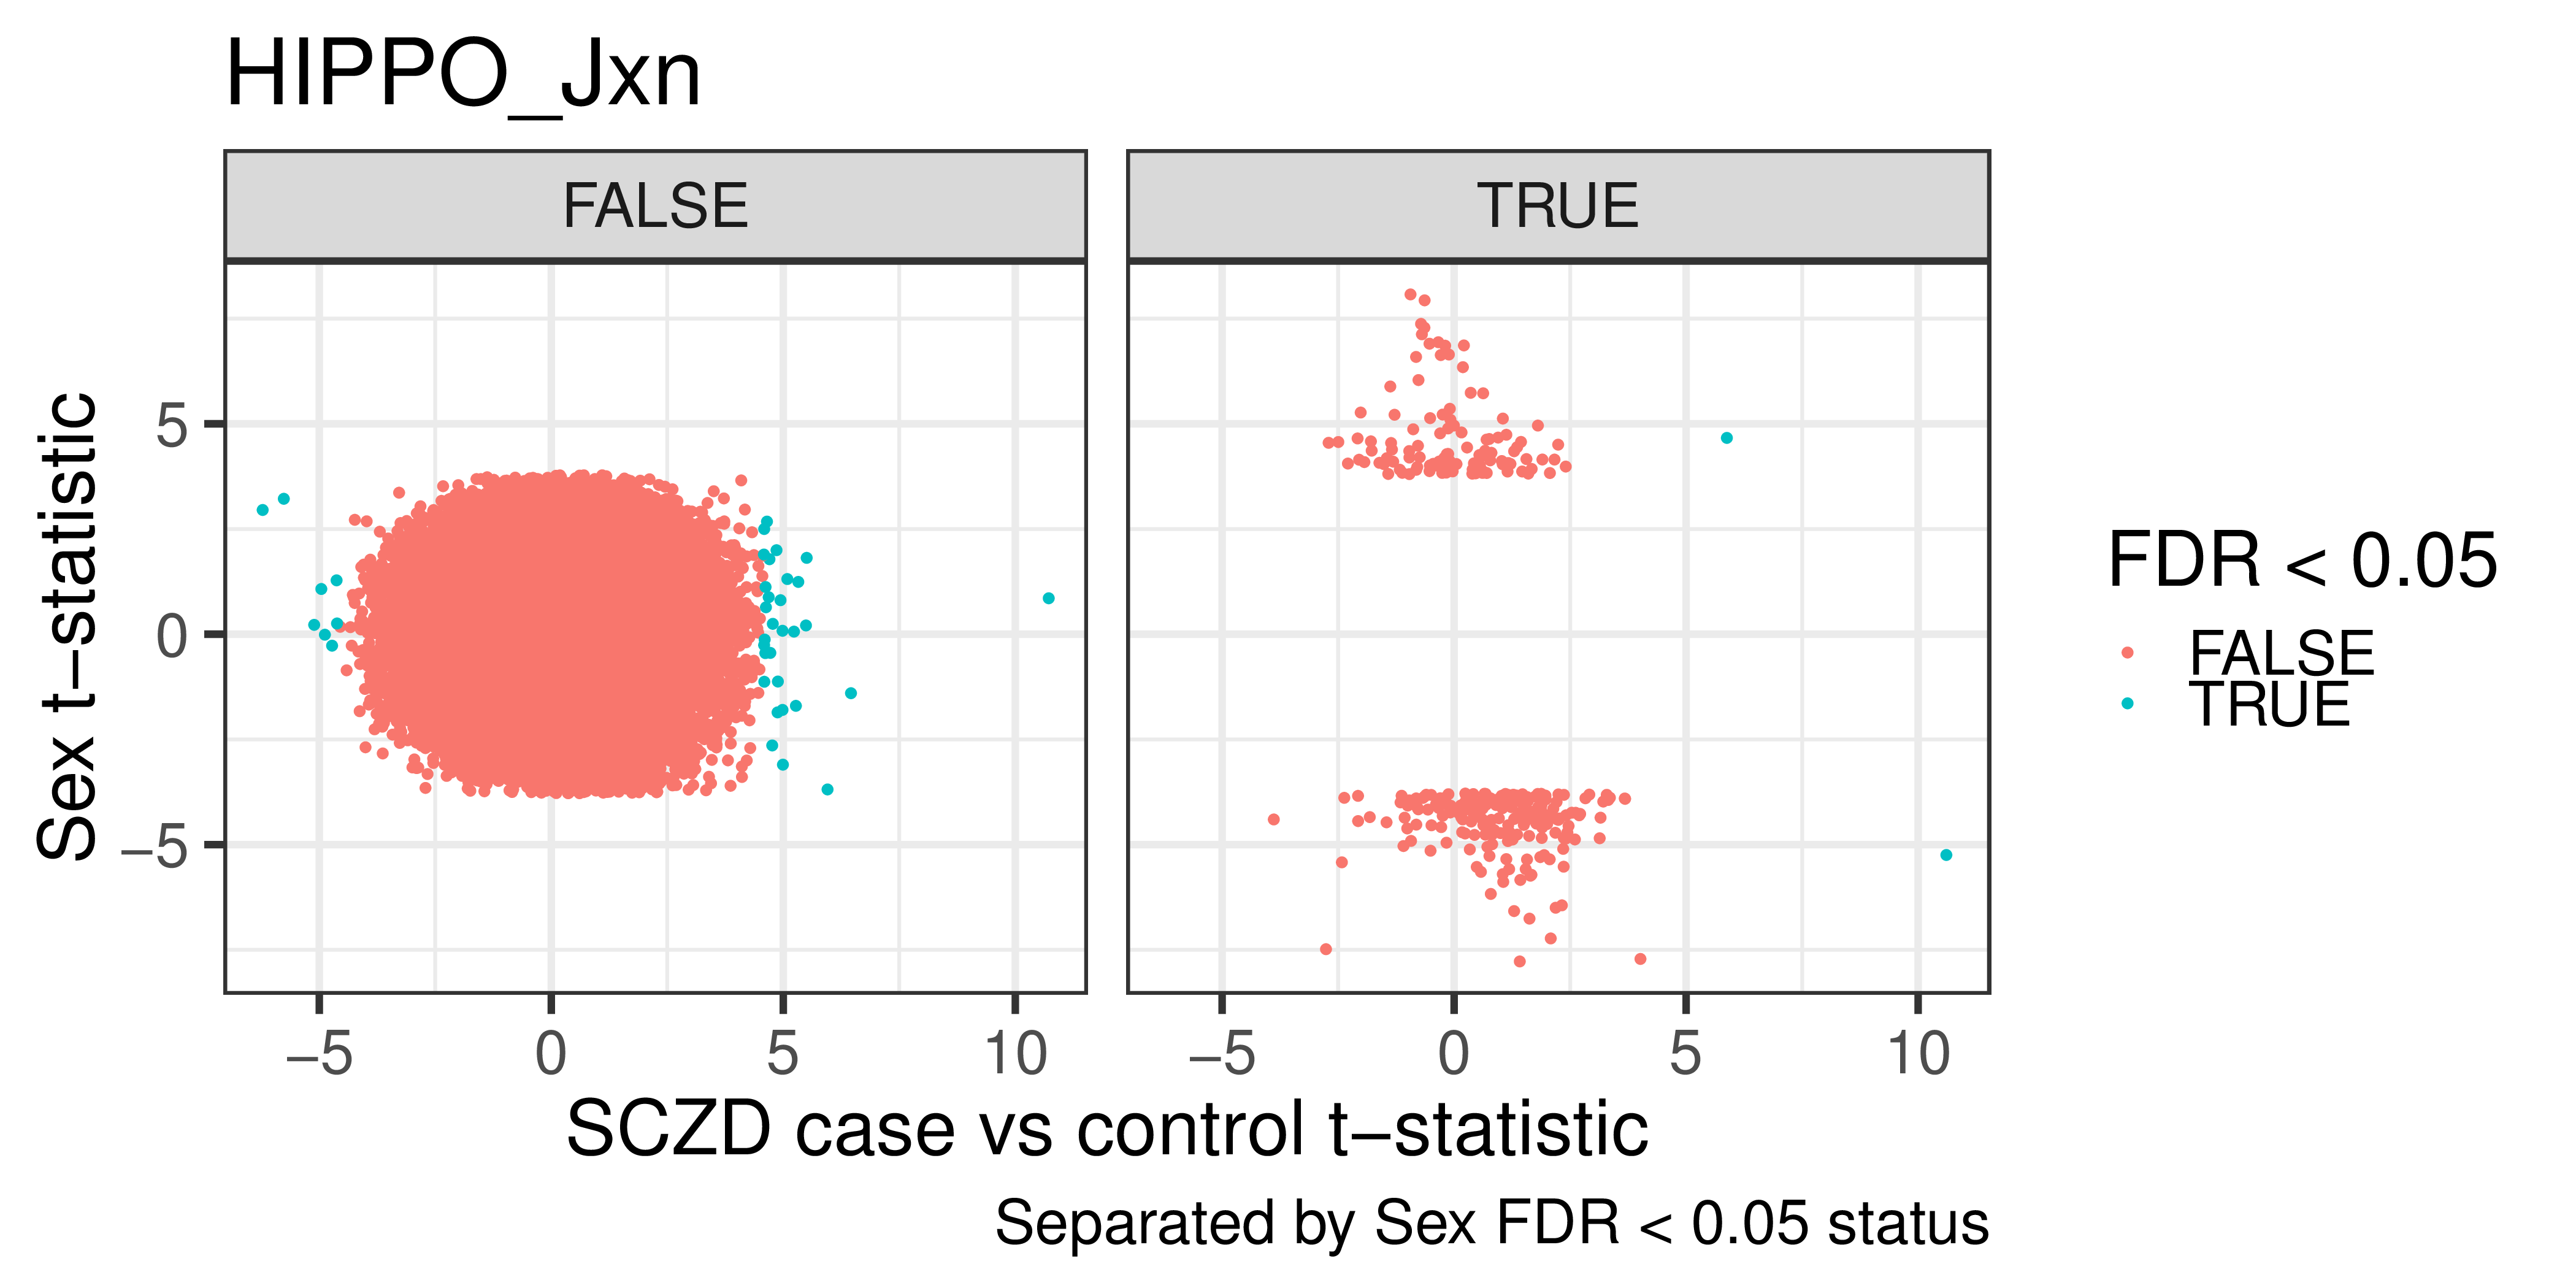 HIPPO_Jxn
FALSE
TRUE
Sex t−statistic
5
0
−5
−5 0 5 10
−5 0 5 10
SCZD case vs control t−statistic
Separated by Sex FDR < 0.05 status
FDR < 0.05
FALSE
TRUE